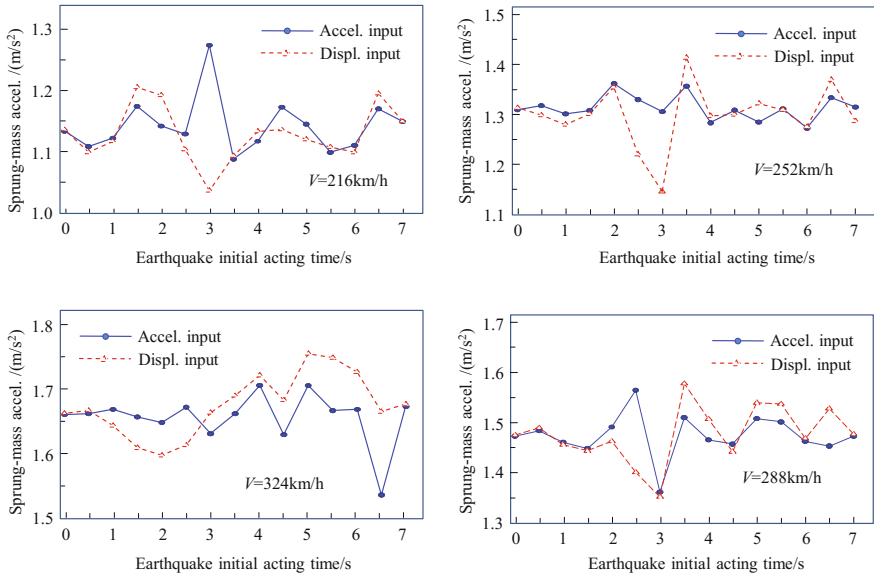 Sprung-mass accel. /(m/s²)
1.3
1.2
1.1
1.0
Accel. input
Displ. input
V=216km/h
0 1 2 3 4 5 6 7
Earthquake initial acting time/s
Sprung-mass accel. /(m/s²)
1.5
1.4
1.3
1.2
1.1
Accel. input
Displ. input
V=252km/h
0 1 2 3 4 5 6 7
Earthquake initial acting time/s
Sprung-mass accel. /(m/s²)
1.8
1.7
1.6
1.5
Accel. input
Displ. input
V=324km/h
0 1 2 3 4 5 6 7
Earthquake initial acting time/s
Sprung-mass accel. /(m/s²)
1.7
1.6
1.5
1.4
1.3
Accel. input
Displ. input
V=288km/h
0 1 2 3 4 5 6 7
Earthquake initial acting time/s